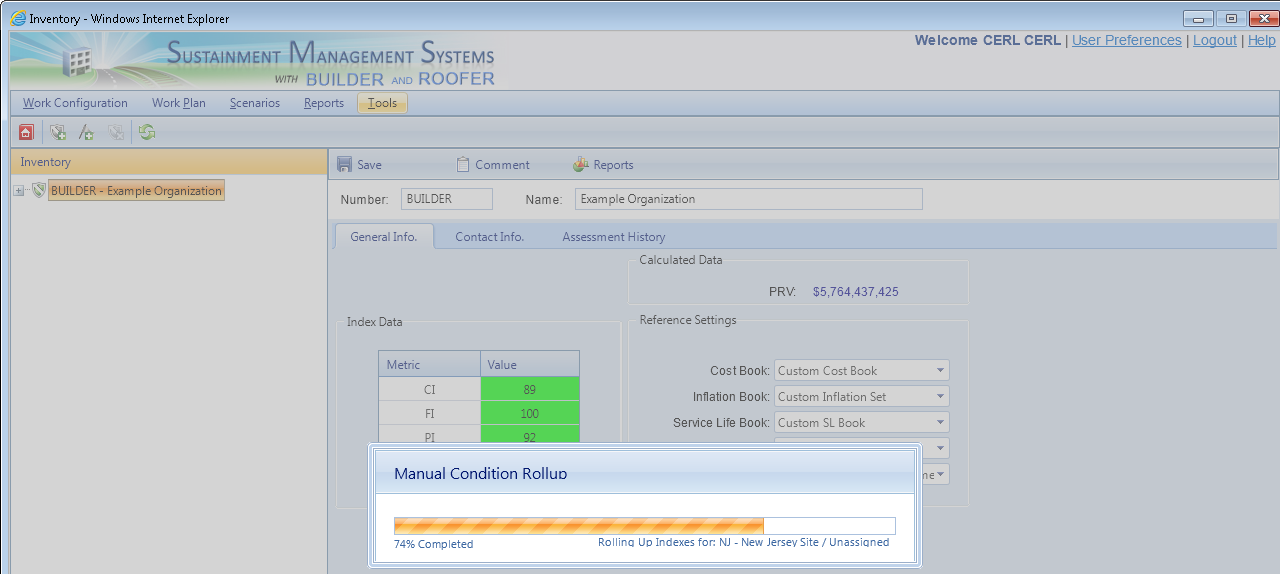 Inventory - Windows Internet Explorer
Welcome CERL CERL | User Preferences | Logout | Help
SUSTAINMENT MANAGEMENT SYSTEMS
WITH BUILDER AND ROOFER
Work Configuration Work Plan Scenarios Reports Tools
Inventory
Save Comment Reports
BUILDER - Example Organization
Number: BUILDER Name: Example Organization
General Info. Contact Info. Assessment History
Calculated Data
PRV: $5,764,437,425
Index Data
Reference Settings
Metric Value
Cost Book: Custom Cost Book
CI 89
Inflation Book: Custom Inflation Set
FI 100
Service Life Book: Custom SL Book
PI 92
Manual Condition Rollup
74% Completed
Rolling Up Indexes for: NJ - New Jersey Site / Unassigned